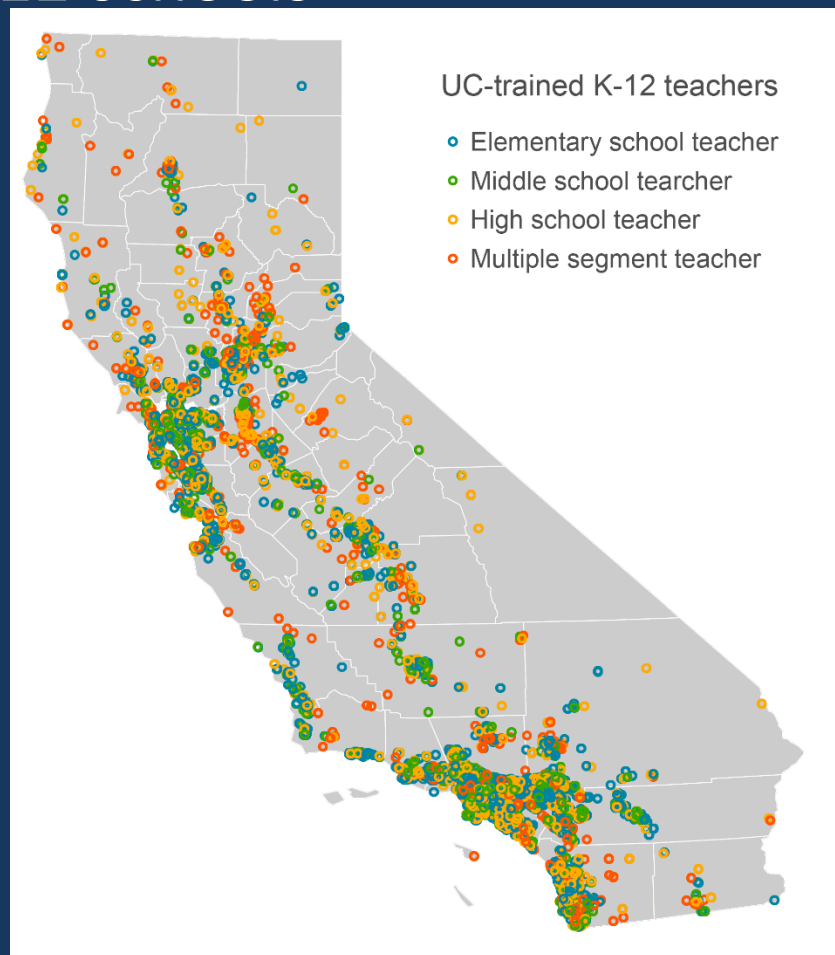 UC-trained K-12 teachers
Elementary school teacher
Middle school tearcher
High school teacher
Multiple segment teacher